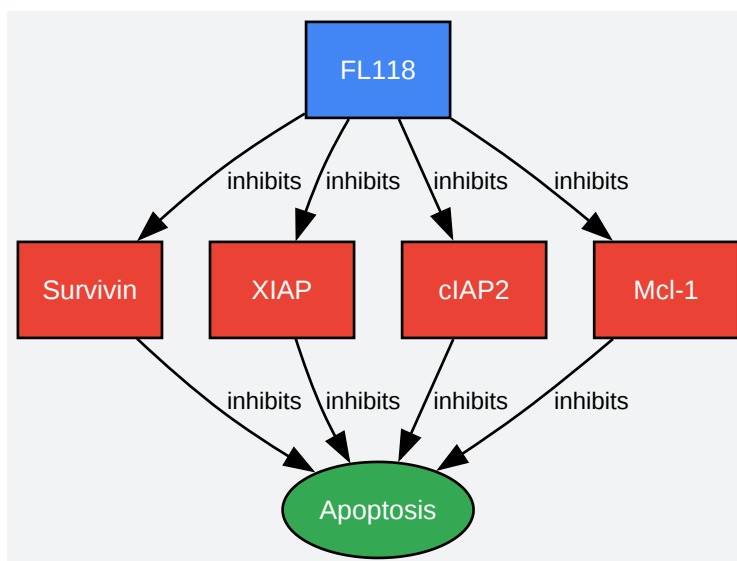 FL118
inhibits
inhibits
inhibits
inhibits
Survivin
XIAP
cIAP2
Mcl-1
inhibits
inhibits
inhibits
inhibits
Apoptosis